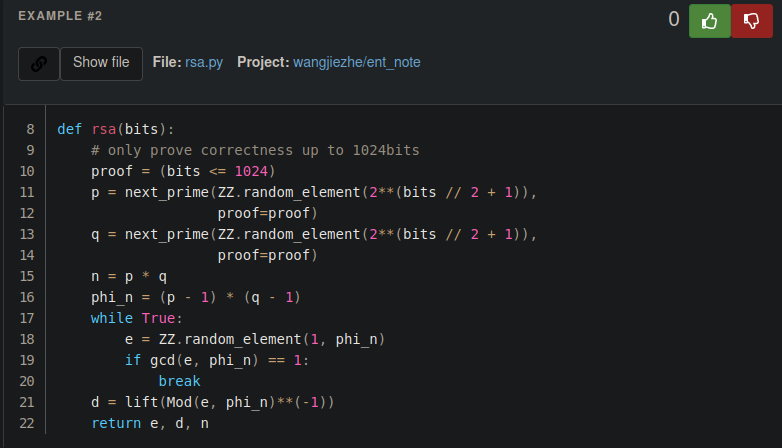 EXAMPLE #2
0
Show file File: rsa.py Project: wangjiezhe/ent_note
8 def rsa(bits):
9     # only prove correctness up to 1024bits
10     proof = (bits <= 1024)
11     p = next_prime(ZZ.random_element(2**(bits // 2 + 1)),
12                    proof=proof)
13     q = next_prime(ZZ.random_element(2**(bits // 2 + 1)),
14                    proof=proof)
15     n = p * q
16     phi_n = (p - 1) * (q - 1)
17     while True:
18         e = ZZ.random_element(1, phi_n)
19         if gcd(e, phi_n) == 1:
20             break
21     d = lift(Mod(e, phi_n)**(-1))
22     return e, d, n